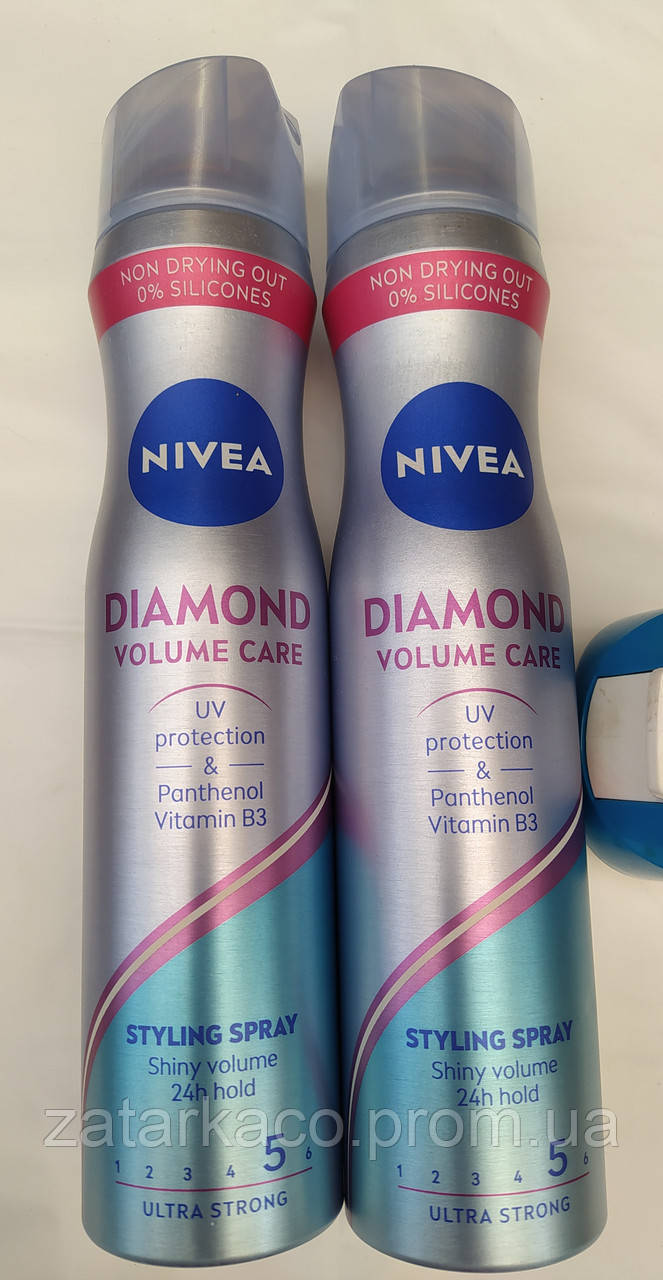 NON DRYING OUT
0% SILICONES
NIVEA
DIAMOND
VOLUME CARE
UV
protection
&
Panthenol
Vitamin B3
STYLING SPRAY
Shiny volume
24h hold
1 2 3 4 5 6
ULTRA STRONG
NON DRYING OUT
0% SILICONES
NIVEA
DIAMOND
VOLUME CARE
UV
protection
&
Panthenol
Vitamin B3
STYLING SPRAY
Shiny volume
24h hold
1 2 3 4 5 6
ULTRA STRONG
zatarkaco.prom.ua